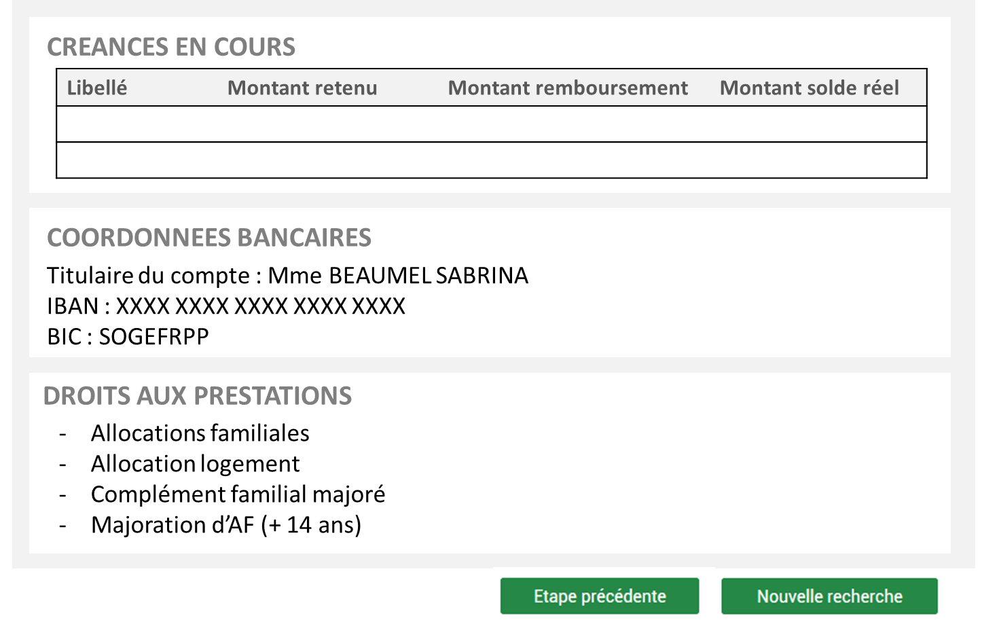 CREANCES EN COURS
Libellé Montant retenu Montant remboursement Montant solde réel
COORDONNEES BANCAIRES
Titulaire du compte : Mme BEAUMEL SABRINA
IBAN : XXXX XXXX XXXX XXXX XXXX
BIC : SOGEFRPP
DROITS AUX PRESTATIONS
- Allocations familiales
- Allocation logement
- Complément familial majoré
- Majoration d’AF (+ 14 ans)
Etape précédente Nouvelle recherche